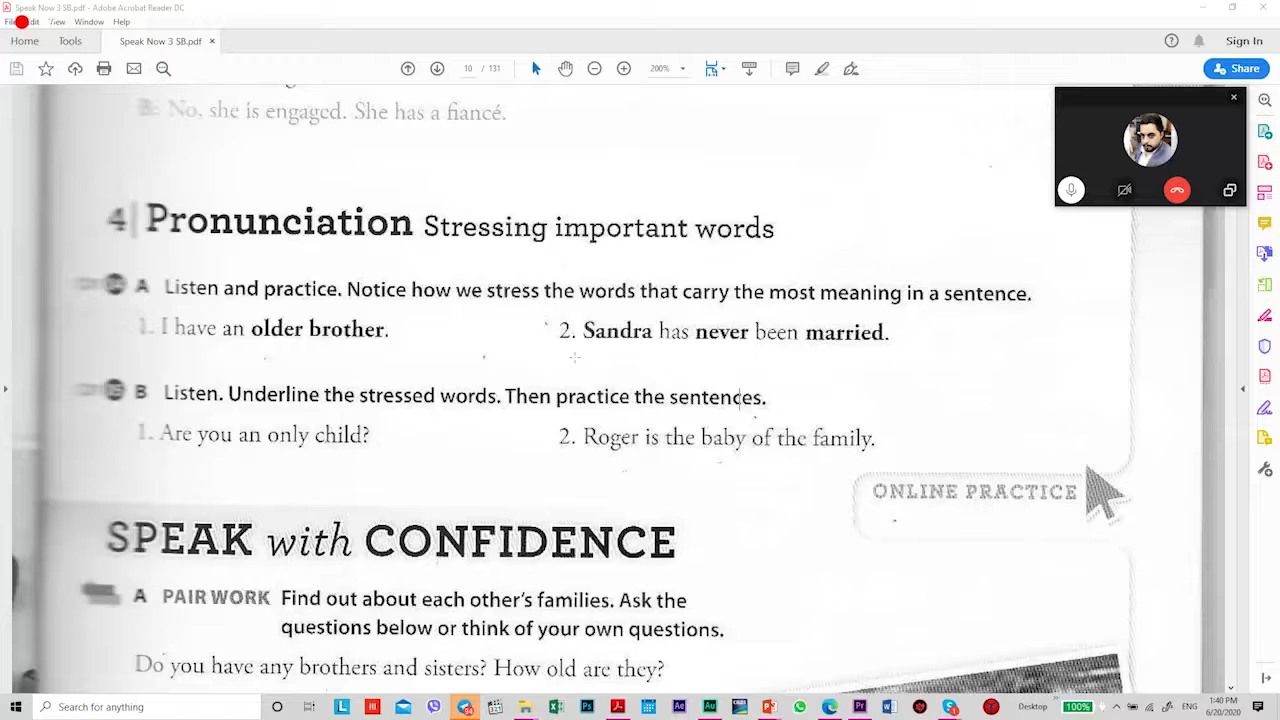 Speak Now 3 SB.pdf - Adobe Acrobat Reader DC
File Edit View Window Help
Home Tools Speak Now 3 SB.pdf × Sign In
10 / 131 200% Share
No, she is engaged. She has a fiancé.
4 Pronunciation Stressing important words
A Listen and practice. Notice how we stress the words that carry the most meaning in a sentence.
1. I have an older brother. 2. Sandra has never been married.
B Listen. Underline the stressed words. Then practice the sentences.
1. Are you an only child? 2. Roger is the baby of the family.
ONLINE PRACTICE
SPEAK with CONFIDENCE
A PAIR WORK Find out about each other's families. Ask the
questions below or think of your own questions.
Do you have any brothers and sisters? How old are they?
Search for anything Desktop 100% 1:40 PM
6/20/2020